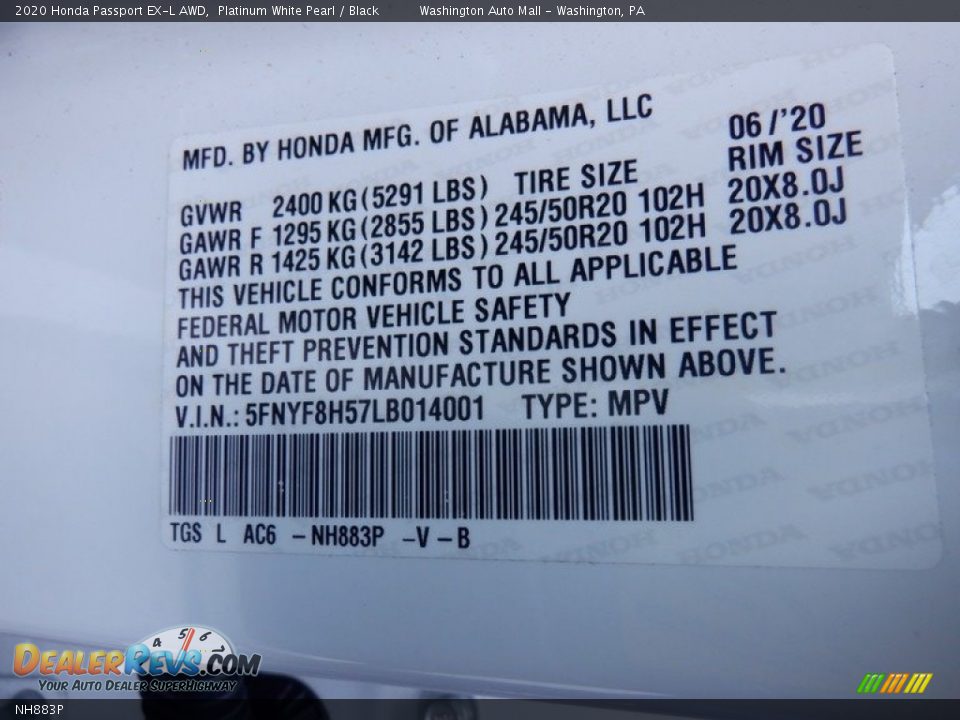 2020 Honda Passport EX-L AWD, Platinum White Pearl / Black Washington Auto Mall - Washington, PA
MFD. BY HONDA MFG. OF ALABAMA, LLC 06/'20
GVWR 2400 KG (5291 LBS) TIRE SIZE RIM SIZE
GAWR F 1295 KG (2855 LBS) 245/50R20 102H 20X8.0J
GAWR R 1425 KG (3142 LBS) 245/50R20 102H 20X8.0J
THIS VEHICLE CONFORMS TO ALL APPLICABLE
FEDERAL MOTOR VEHICLE SAFETY
AND THEFT PREVENTION STANDARDS IN EFFECT
ON THE DATE OF MANUFACTURE SHOWN ABOVE.
V.I.N.: 5FNYF8H57LB014001 TYPE: MPV
TGS L AC6 - NH883P - V - B
4 5 6 7
DEALERREVS.COM
YOUR AUTO DEALER SUPERHIGHWAY
NH883P